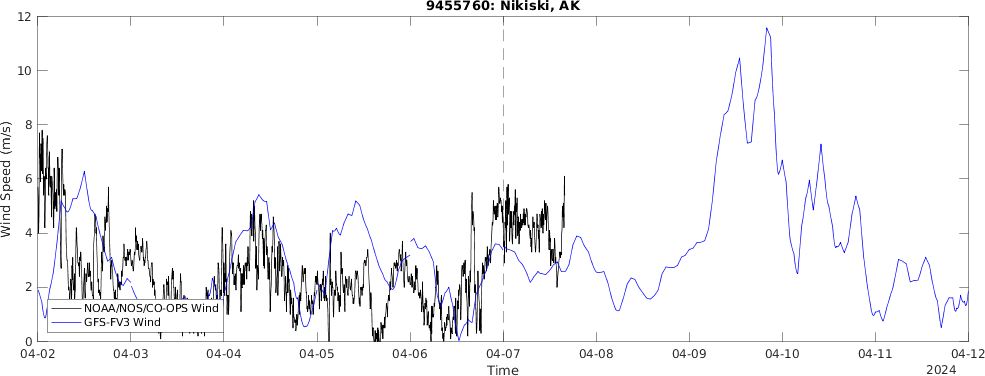 9455760: Nikiski, AK
Wind Speed (m/s)
12
10
8
6
4
2
0
NOAA/NOS/CO-OPS Wind
GFS-FV3 Wind
04-02 04-03 04-04 04-05 04-06 04-07 04-08 04-09 04-10 04-11 04-12
Time
2024